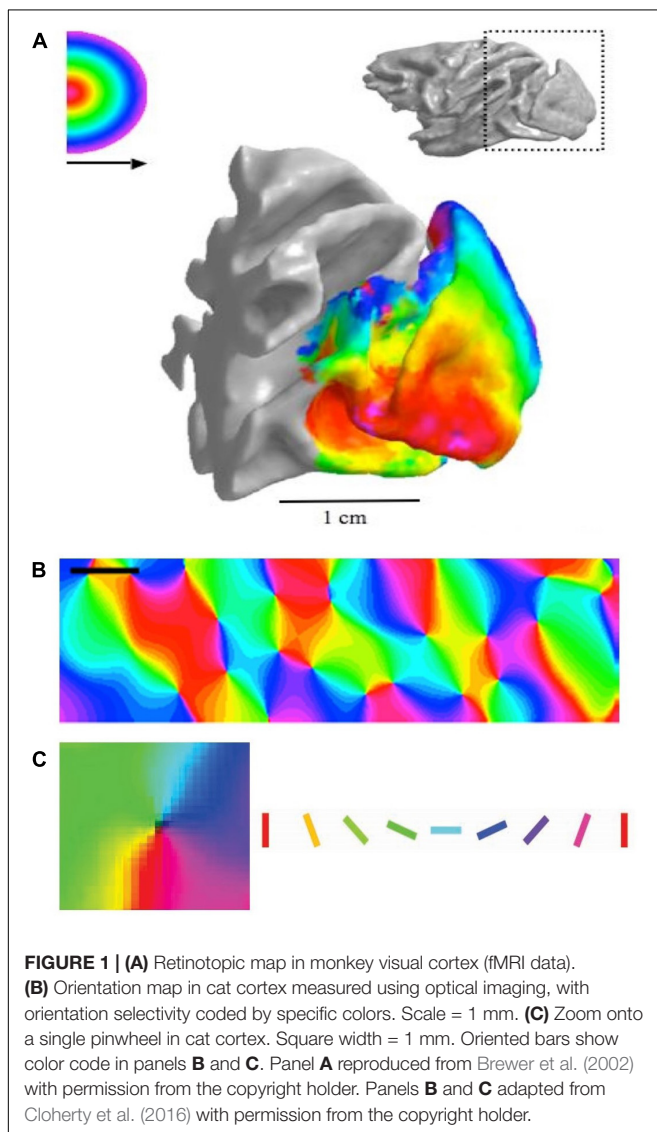 A
1 cm
B
C
FIGURE 1 | (A) Retinotopic map in monkey visual cortex (fMRI data).
(B) Orientation map in cat cortex measured using optical imaging, with
orientation selectivity coded by specific colors. Scale = 1 mm. (C) Zoom onto
a single pinwheel in cat cortex. Square width = 1 mm. Oriented bars show
color code in panels B and C. Panel A reproduced from Brewer et al. (2002)
with permission from the copyright holder. Panels B and C adapted from
Cloherty et al. (2016) with permission from the copyright holder.